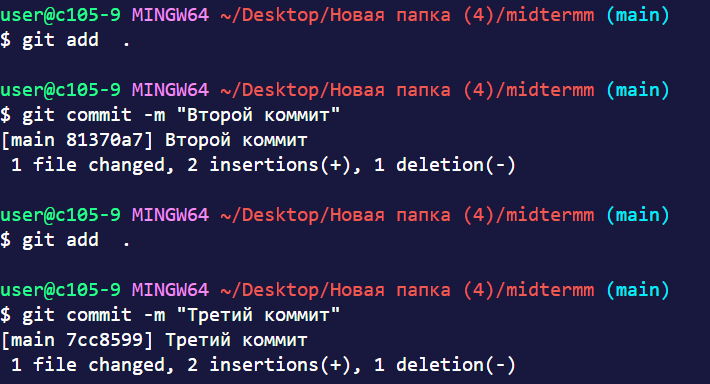 user@c105-9 MINGW64 ~/Desktop/Новая папка (4)/midtermm (main)
$ git add  .
user@c105-9 MINGW64 ~/Desktop/Новая папка (4)/midtermm (main)
$ git commit -m "Второй коммит"
[main 81370a7] Второй коммит
 1 file changed, 2 insertions(+), 1 deletion(-)
user@c105-9 MINGW64 ~/Desktop/Новая папка (4)/midtermm (main)
$ git add  .
user@c105-9 MINGW64 ~/Desktop/Новая папка (4)/midtermm (main)
$ git commit -m "Третий коммит"
[main 7cc8599] Третий коммит
 1 file changed, 2 insertions(+), 1 deletion(-)